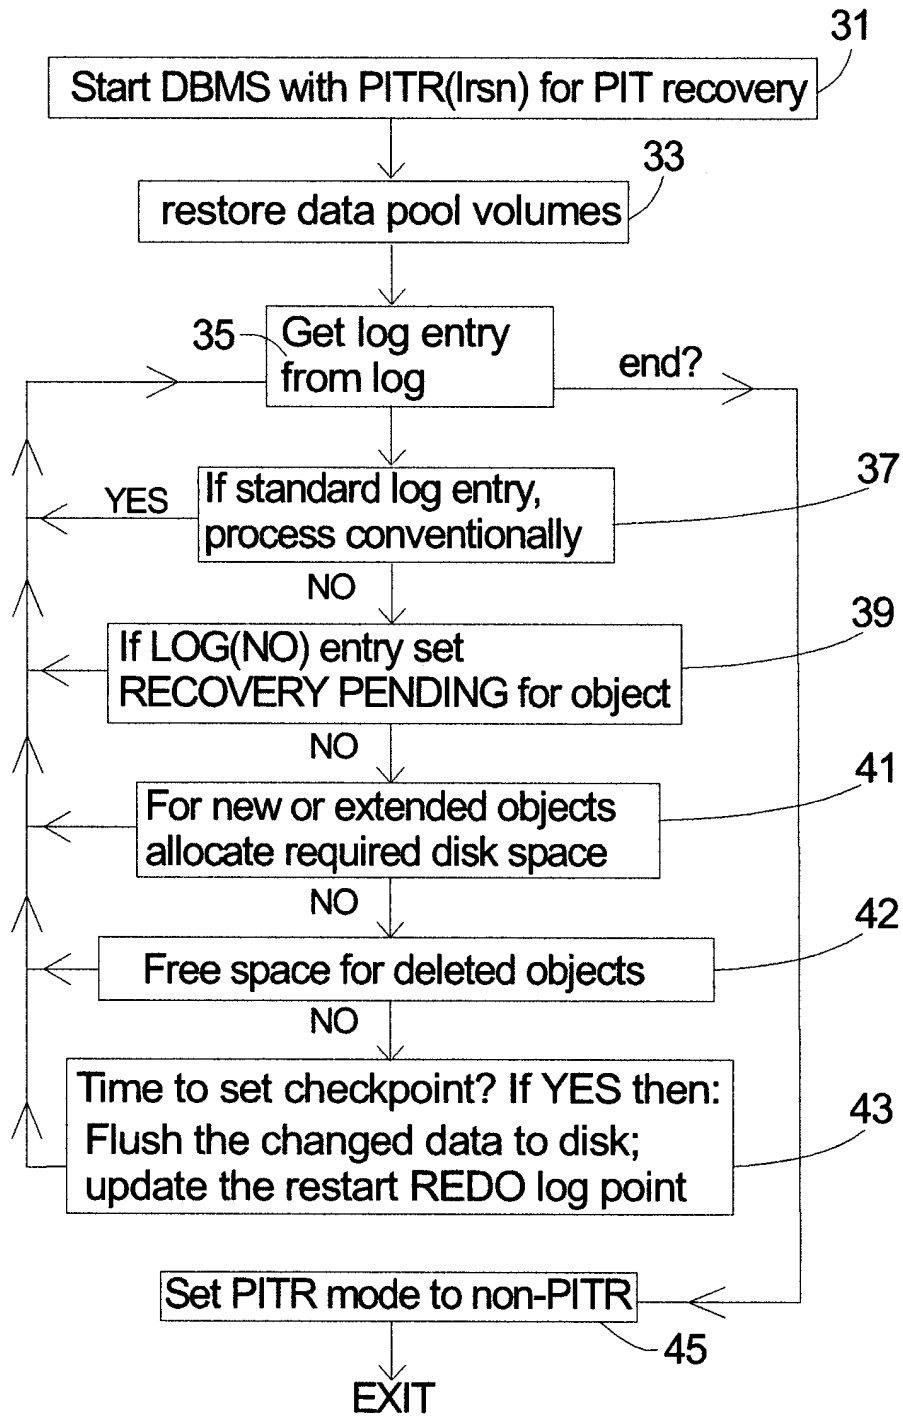 31
Start DBMS with PITR(lrsn) for PIT recovery
33
restore data pool volumes
35
Get log entry
from log
end?
37
YES
If standard log entry,
process conventionally
NO
39
If LOG(NO) entry set
RECOVERY PENDING for object
NO
41
For new or extended objects
allocate required disk space
NO
42
Free space for deleted objects
NO
43
Time to set checkpoint? If YES then:
Flush the changed data to disk;
update the restart REDO log point
Set PITR mode to non-PITR
45
EXIT